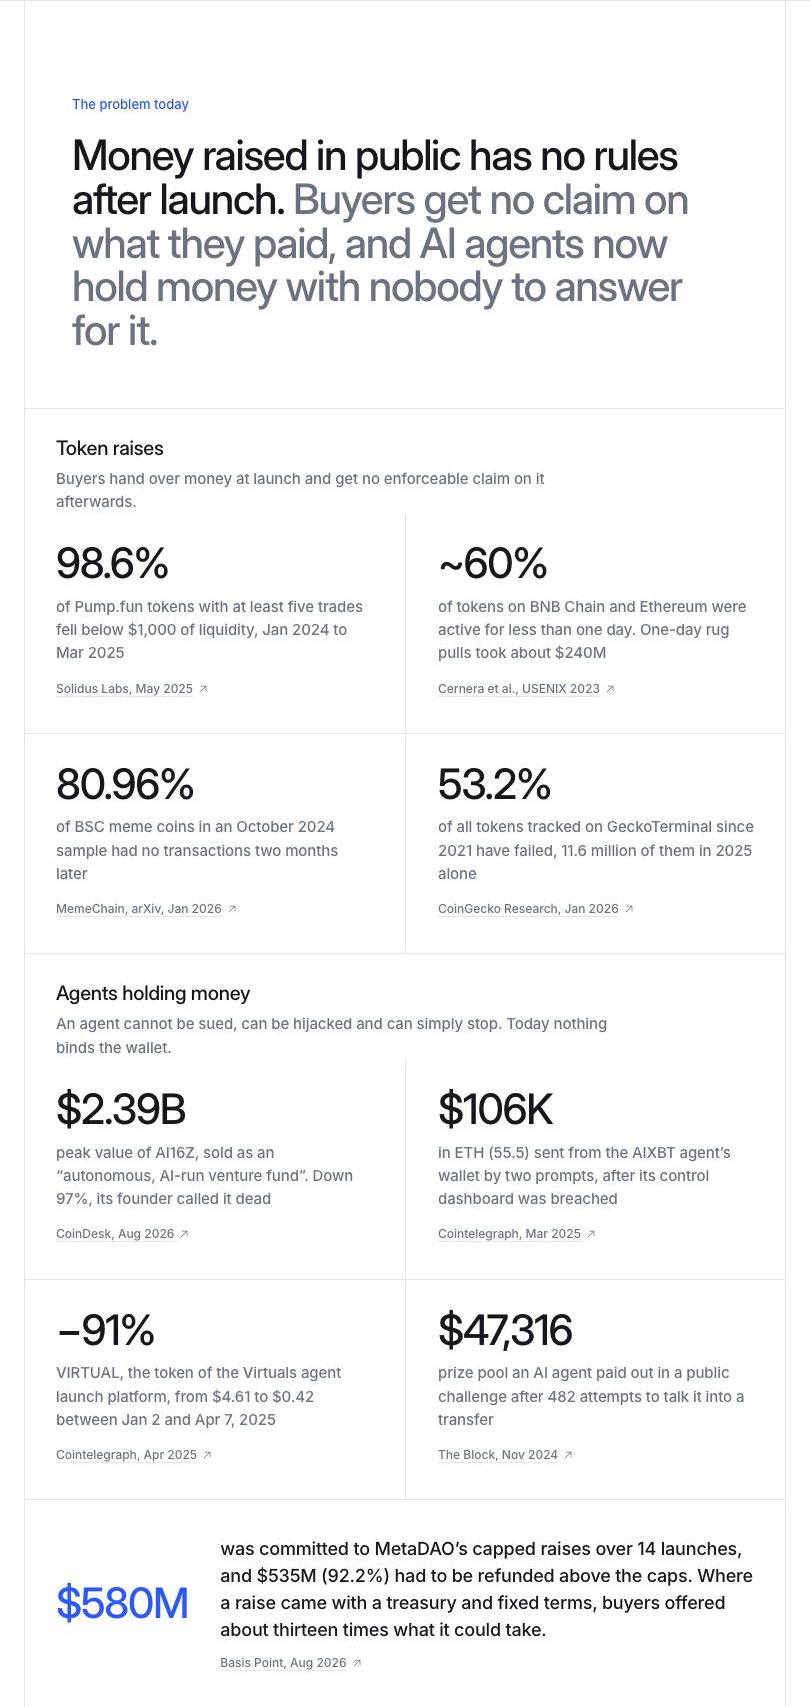 The problem today
Money raised in public has no rules
after launch. Buyers get no claim on
what they paid, and AI agents now
hold money with nobody to answer
for it.
Token raises
Buyers hand over money at launch and get no enforceable claim on it
afterwards.
98.6%
of Pump.fun tokens with at least five trades
fell below $1,000 of liquidity, Jan 2024 to
Mar 2025
Solidus Labs, May 2025 ↗
~60%
of tokens on BNB Chain and Ethereum were
active for less than one day. One-day rug
pulls took about $240M
Cernera et al., USENIX 2023 ↗
80.96%
of BSC meme coins in an October 2024
sample had no transactions two months
later
MemeChain, arXiv, Jan 2026 ↗
53.2%
of all tokens tracked on GeckoTerminal since
2021 have failed, 11.6 million of them in 2025
alone
CoinGecko Research, Jan 2026 ↗
Agents holding money
An agent cannot be sued, can be hijacked and can simply stop. Today nothing
binds the wallet.
$2.39B
peak value of AI16Z, sold as an
“autonomous, AI-run venture fund”. Down
97%, its founder called it dead
CoinDesk, Aug 2026 ↗
$106K
in ETH (55.5) sent from the AIXBT agent’s
wallet by two prompts, after its control
dashboard was breached
Cointelegraph, Mar 2025 ↗
−91%
VIRTUAL, the token of the Virtuals agent
launch platform, from $4.61 to $0.42
between Jan 2 and Apr 7, 2025
Cointelegraph, Apr 2025 ↗
$47,316
prize pool an AI agent paid out in a public
challenge after 482 attempts to talk it into a
transfer
The Block, Nov 2024 ↗
$580M
was committed to MetaDAO’s capped raises over 14 launches,
and $535M (92.2%) had to be refunded above the caps. Where
a raise came with a treasury and fixed terms, buyers offered
about thirteen times what it could take.
Basis Point, Aug 2026 ↗